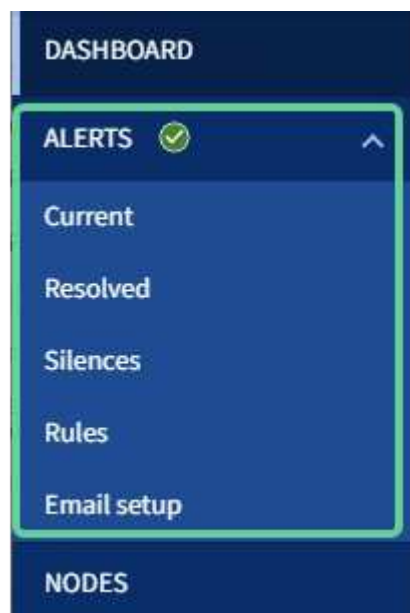 DASHBOARD
ALERTS
Current
Resolved
Silences
Rules
Email setup
NODES